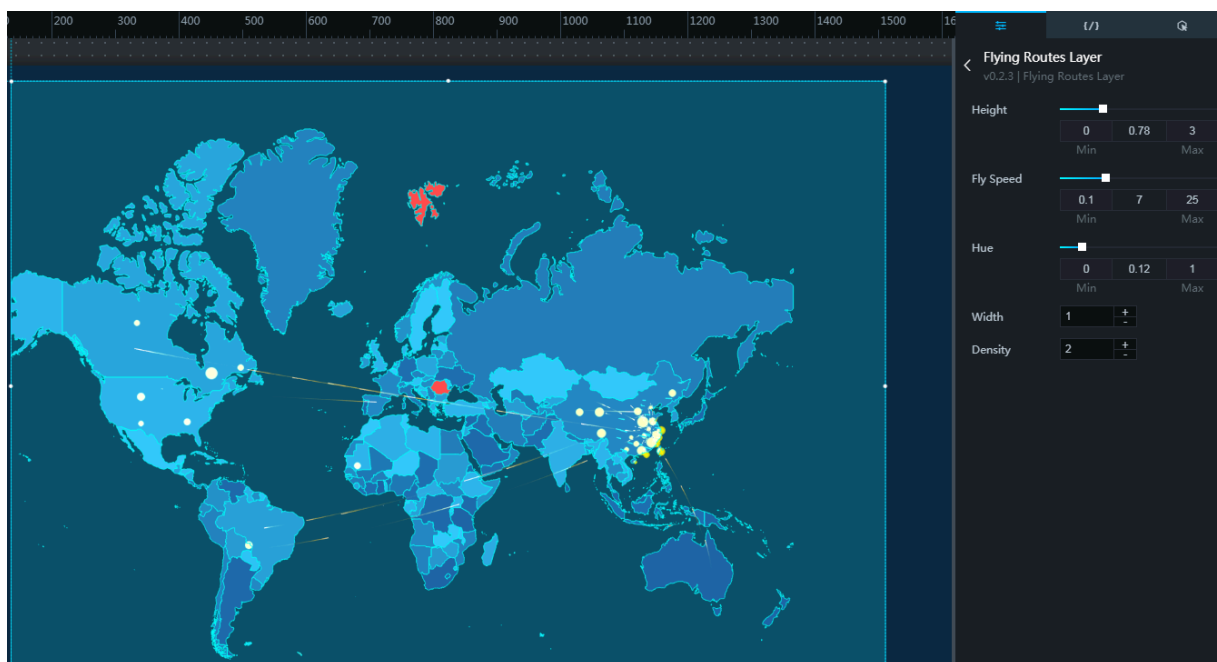 200 300 400 500 600 700 800 900 1000 1100 1200 1300 1400 1500 16
{/}
Flying Routes Layer
v0.2.3 | Flying Routes Layer
Height
0 0.78 3
Min Max
Fly Speed
0.1 7 25
Min Max
Hue
0 0.12 1
Min Max
Width 1 + -
Density 2 + -